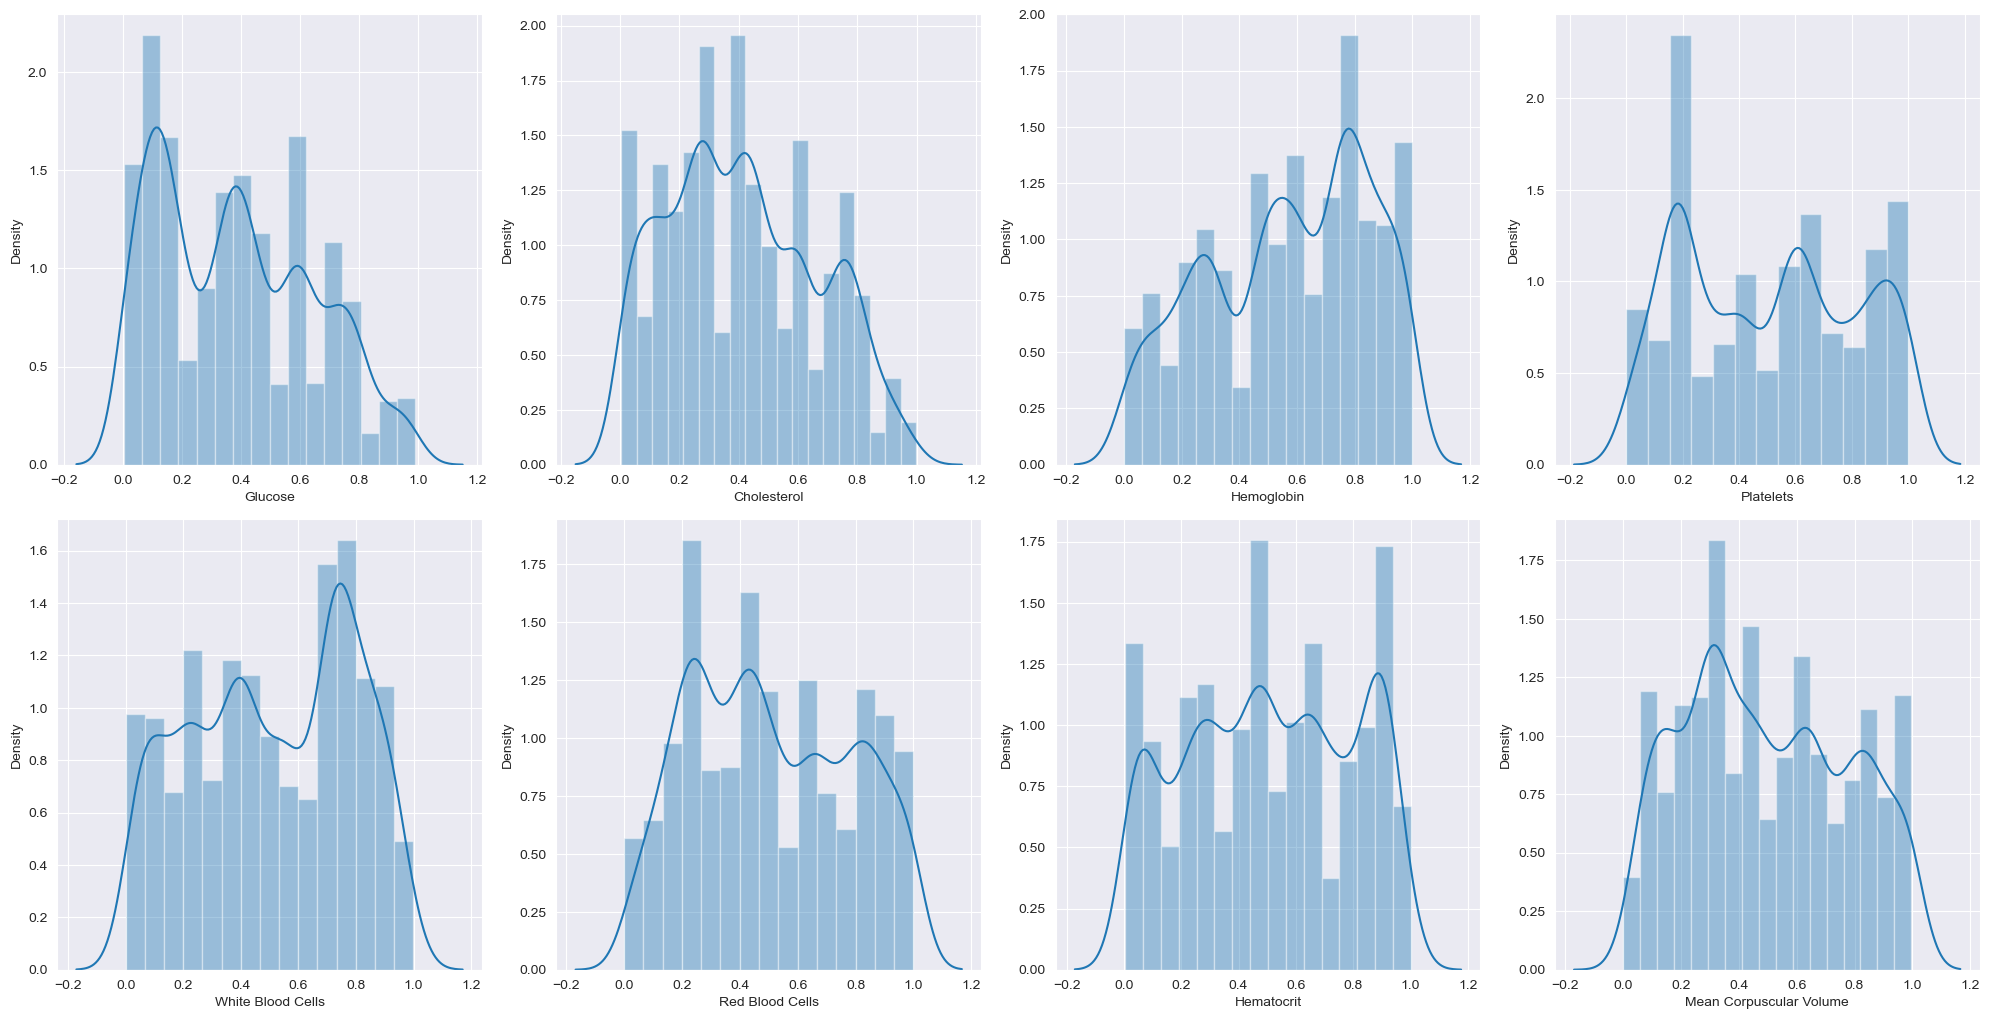 Density
2.0
1.5
1.0
0.5
0.0
−0.2 0.0 0.2 0.4 0.6 0.8 1.0 1.2
Glucose
Density
2.00
1.75
1.50
1.25
1.00
0.75
0.50
0.25
0.00
−0.2 0.0 0.2 0.4 0.6 0.8 1.0 1.2
Cholesterol
Density
2.00
1.75
1.50
1.25
1.00
0.75
0.50
0.25
0.00
−0.2 0.0 0.2 0.4 0.6 0.8 1.0 1.2
Hemoglobin
Density
2.0
1.5
1.0
0.5
0.0
−0.2 0.0 0.2 0.4 0.6 0.8 1.0 1.2
Platelets
Density
1.6
1.4
1.2
1.0
0.8
0.6
0.4
0.2
0.0
−0.2 0.0 0.2 0.4 0.6 0.8 1.0 1.2
White Blood Cells
Density
1.75
1.50
1.25
1.00
0.75
0.50
0.25
0.00
−0.2 0.0 0.2 0.4 0.6 0.8 1.0 1.2
Red Blood Cells
Density
1.75
1.50
1.25
1.00
0.75
0.50
0.25
0.00
−0.2 0.0 0.2 0.4 0.6 0.8 1.0 1.2
Hematocrit
Density
1.75
1.50
1.25
1.00
0.75
0.50
0.25
0.00
−0.2 0.0 0.2 0.4 0.6 0.8 1.0 1.2
Mean Corpuscular Volume